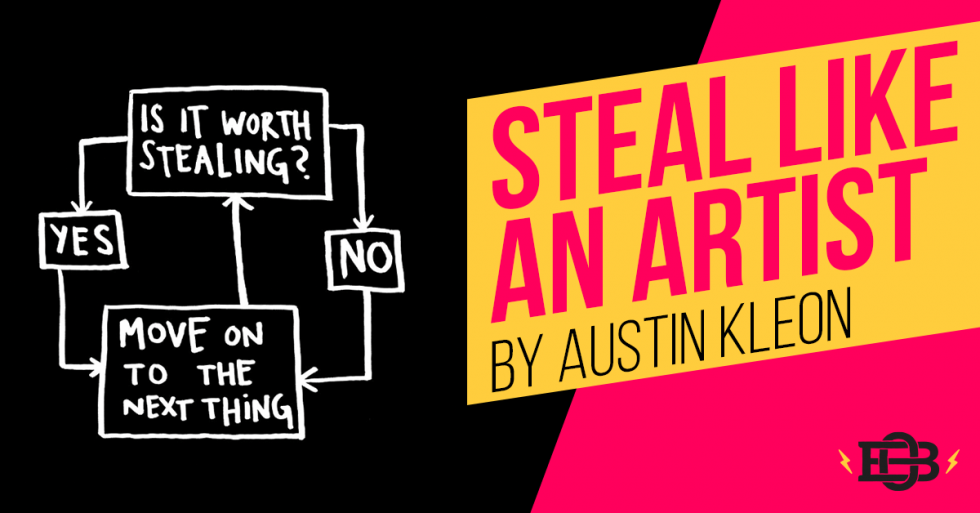 IS IT WORTH
STEALING?
YES
NO
MOVE ON
TO THE
NEXT THING
STEAL LIKE
AN ARTIST
BY AUSTIN KLEON